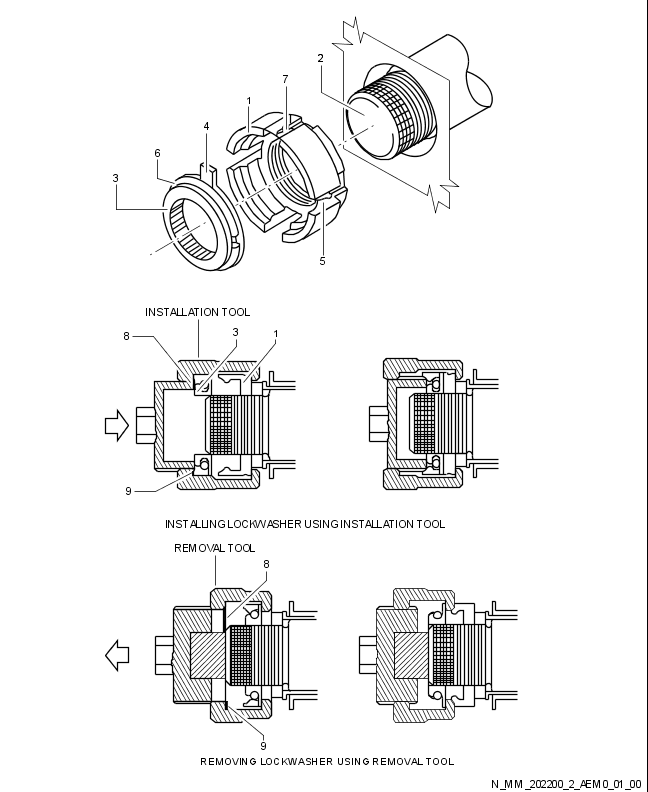 2
7
1
4
6
3
5
INSTALLATION TOOL
8
3
1
9
INSTALLING LOCKWASHER USING INSTALLATION TOOL
REMOVAL TOOL
8
9
REMOVING LOCKWASHER USING REMOVAL TOOL
N_MM_202200_2_AEM0_01_00